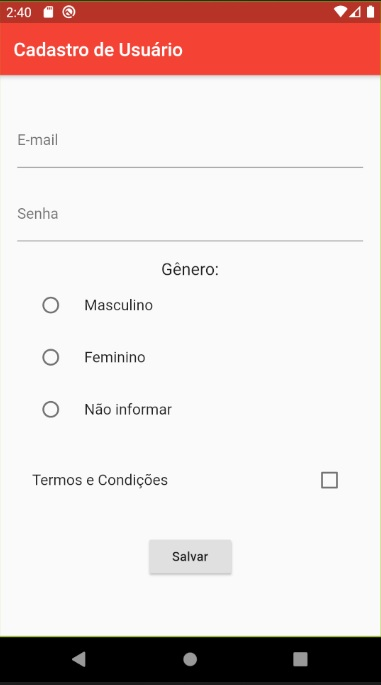 2:40
Cadastro de Usuário
E-mail
Senha
Gênero:
Masculino
Feminino
Não informar
Termos e Condições
Salvar